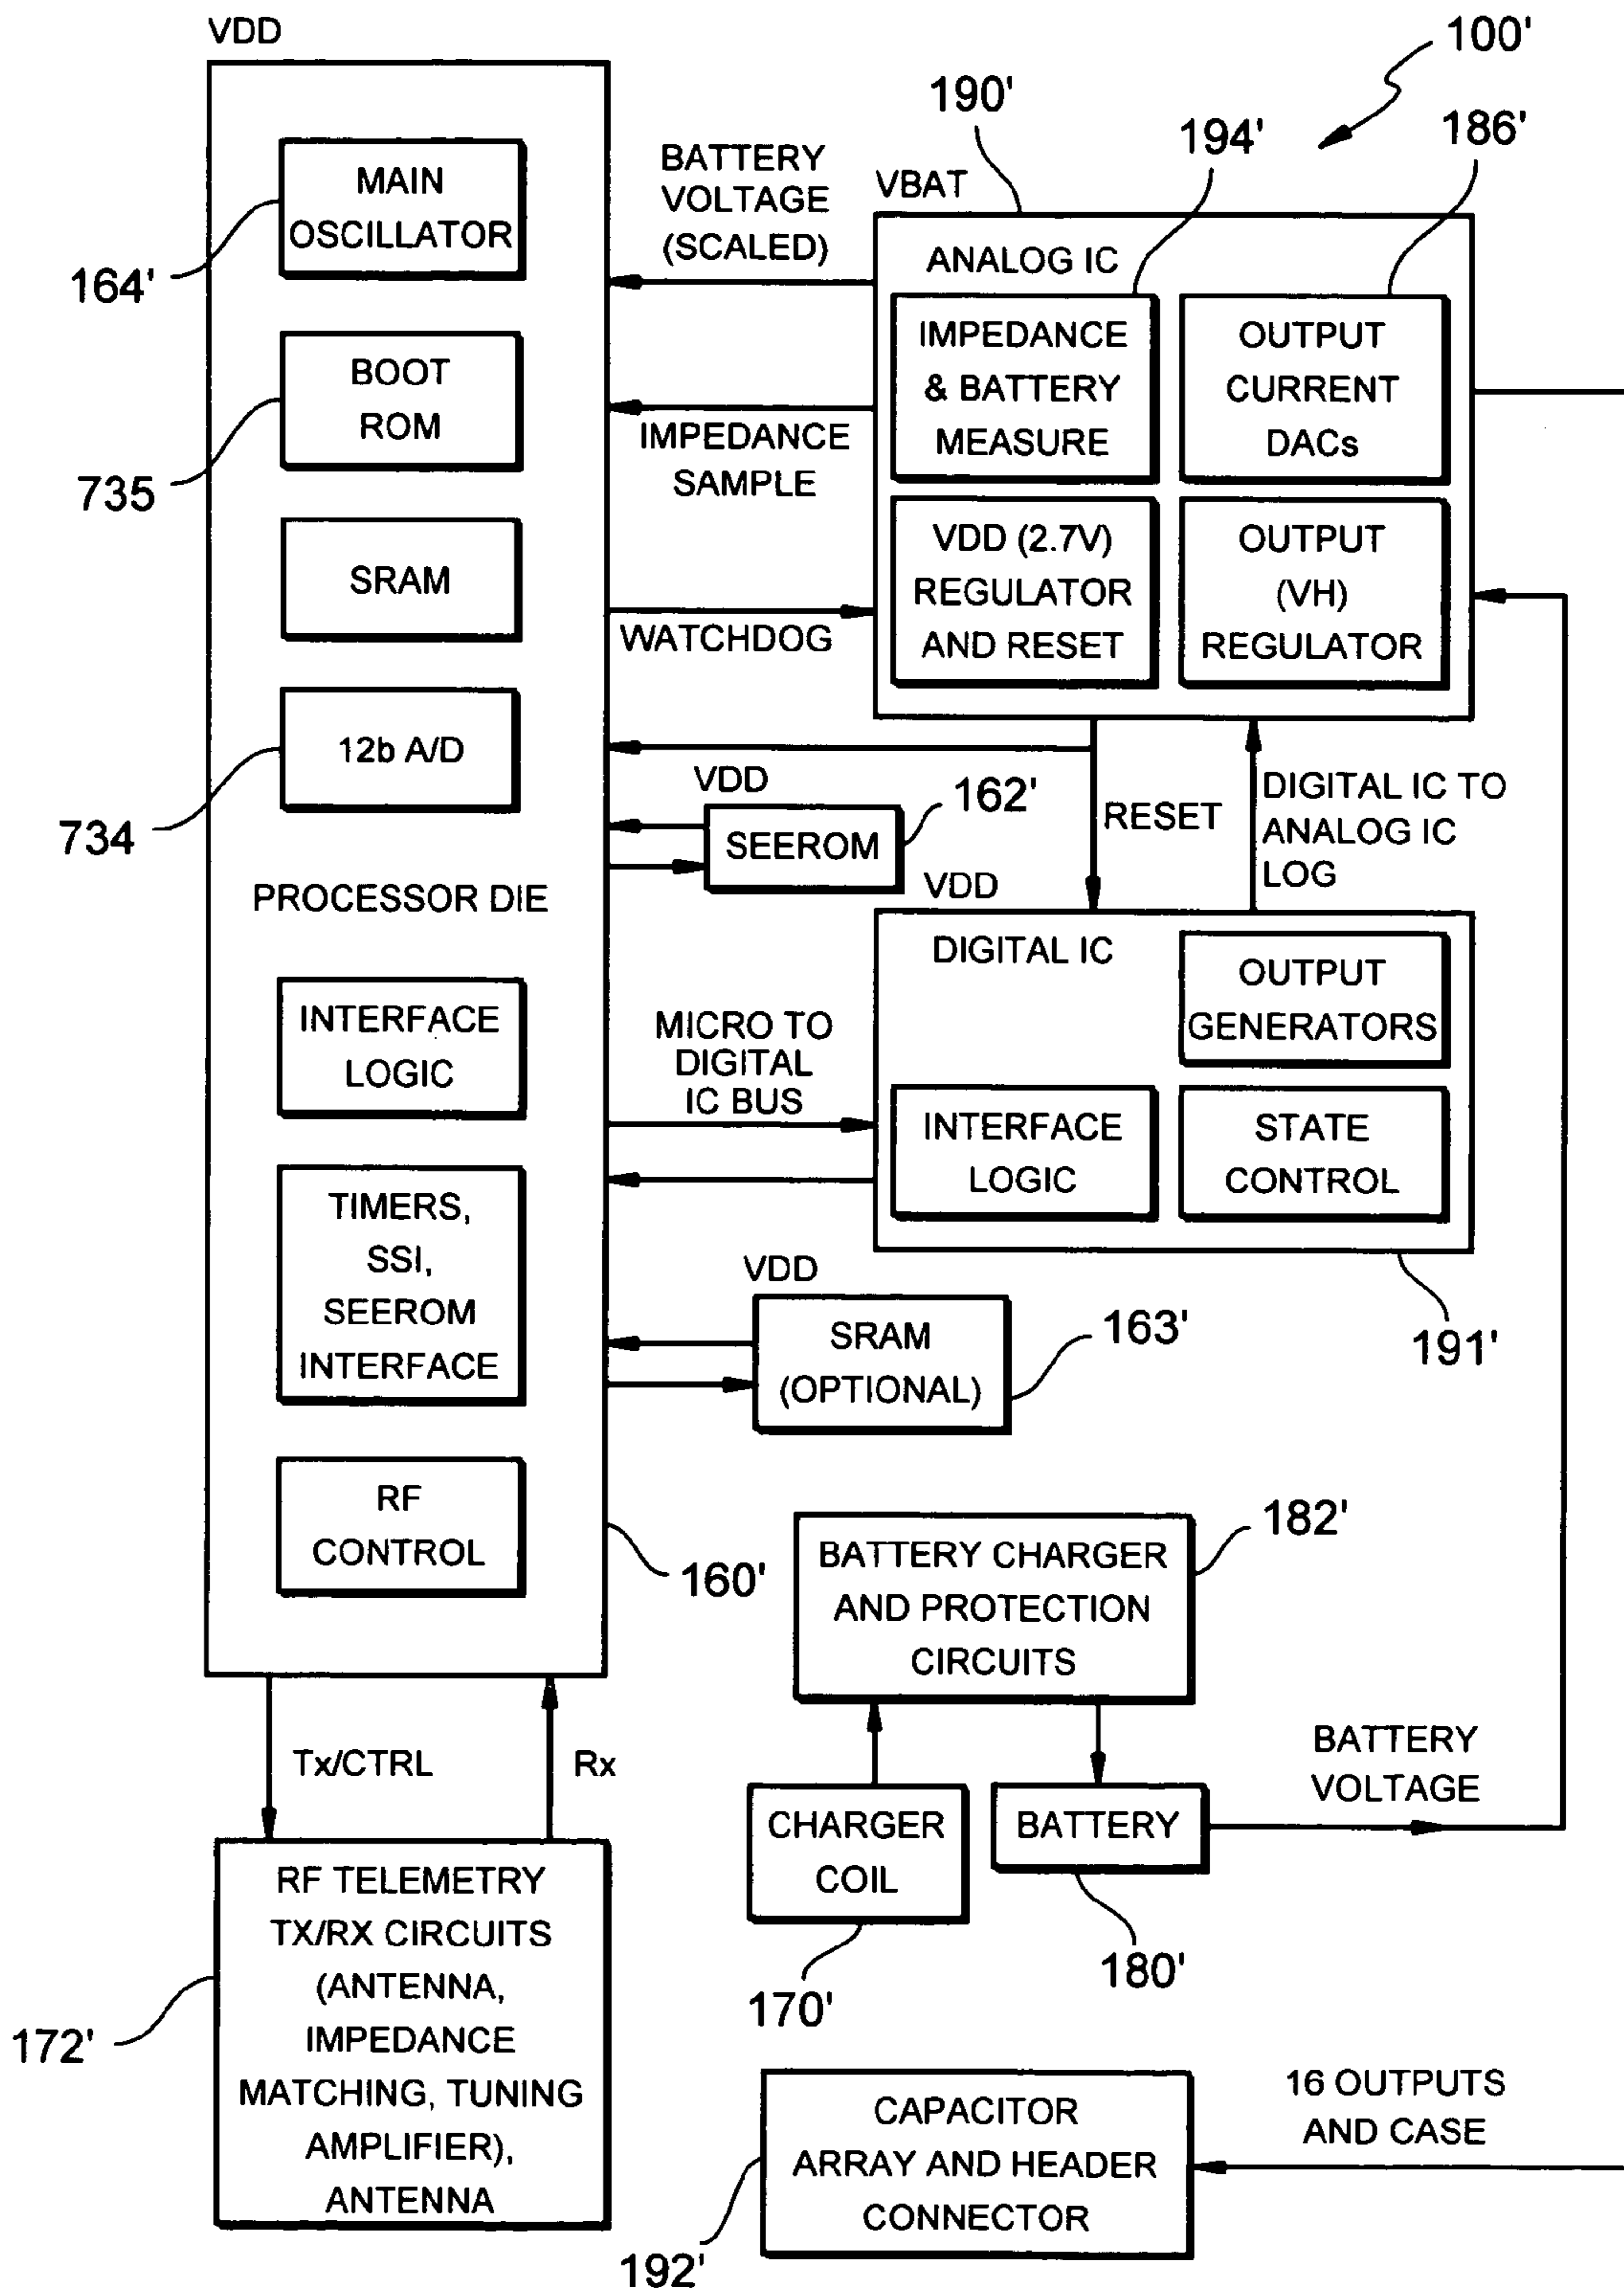 VDD
100'
190'
194'
186'
MAIN
OSCILLATOR
164'
BATTERY
VOLTAGE
(SCALED)
VBAT
ANALOG IC
IMPEDANCE
& BATTERY
MEASURE
OUTPUT
CURRENT
DACs
BOOT
ROM
735
IMPEDANCE
SAMPLE
VDD (2.7V)
REGULATOR
AND RESET
OUTPUT
(VH)
REGULATOR
SRAM
WATCHDOG
12b A/D
734
VDD
SEEROM
162'
RESET
DIGITAL IC TO
ANALOG IC
LOG
PROCESSOR DIE
VDD
DIGITAL IC
OUTPUT
GENERATORS
INTERFACE
LOGIC
MICRO TO
DIGITAL
IC BUS
INTERFACE
LOGIC
STATE
CONTROL
191'
TIMERS,
SSI,
SEEROM
INTERFACE
VDD
SRAM
(OPTIONAL)
163'
RF
CONTROL
160'
BATTERY CHARGER
AND PROTECTION
CIRCUITS
182'
Tx/CTRL
Rx
CHARGER
COIL
170'
BATTERY
180'
BATTERY
VOLTAGE
RF TELEMETRY
TX/RX CIRCUITS
(ANTENNA,
IMPEDANCE
MATCHING, TUNING
AMPLIFIER),
ANTENNA
172'
CAPACITOR
ARRAY AND HEADER
CONNECTOR
192'
16 OUTPUTS
AND CASE